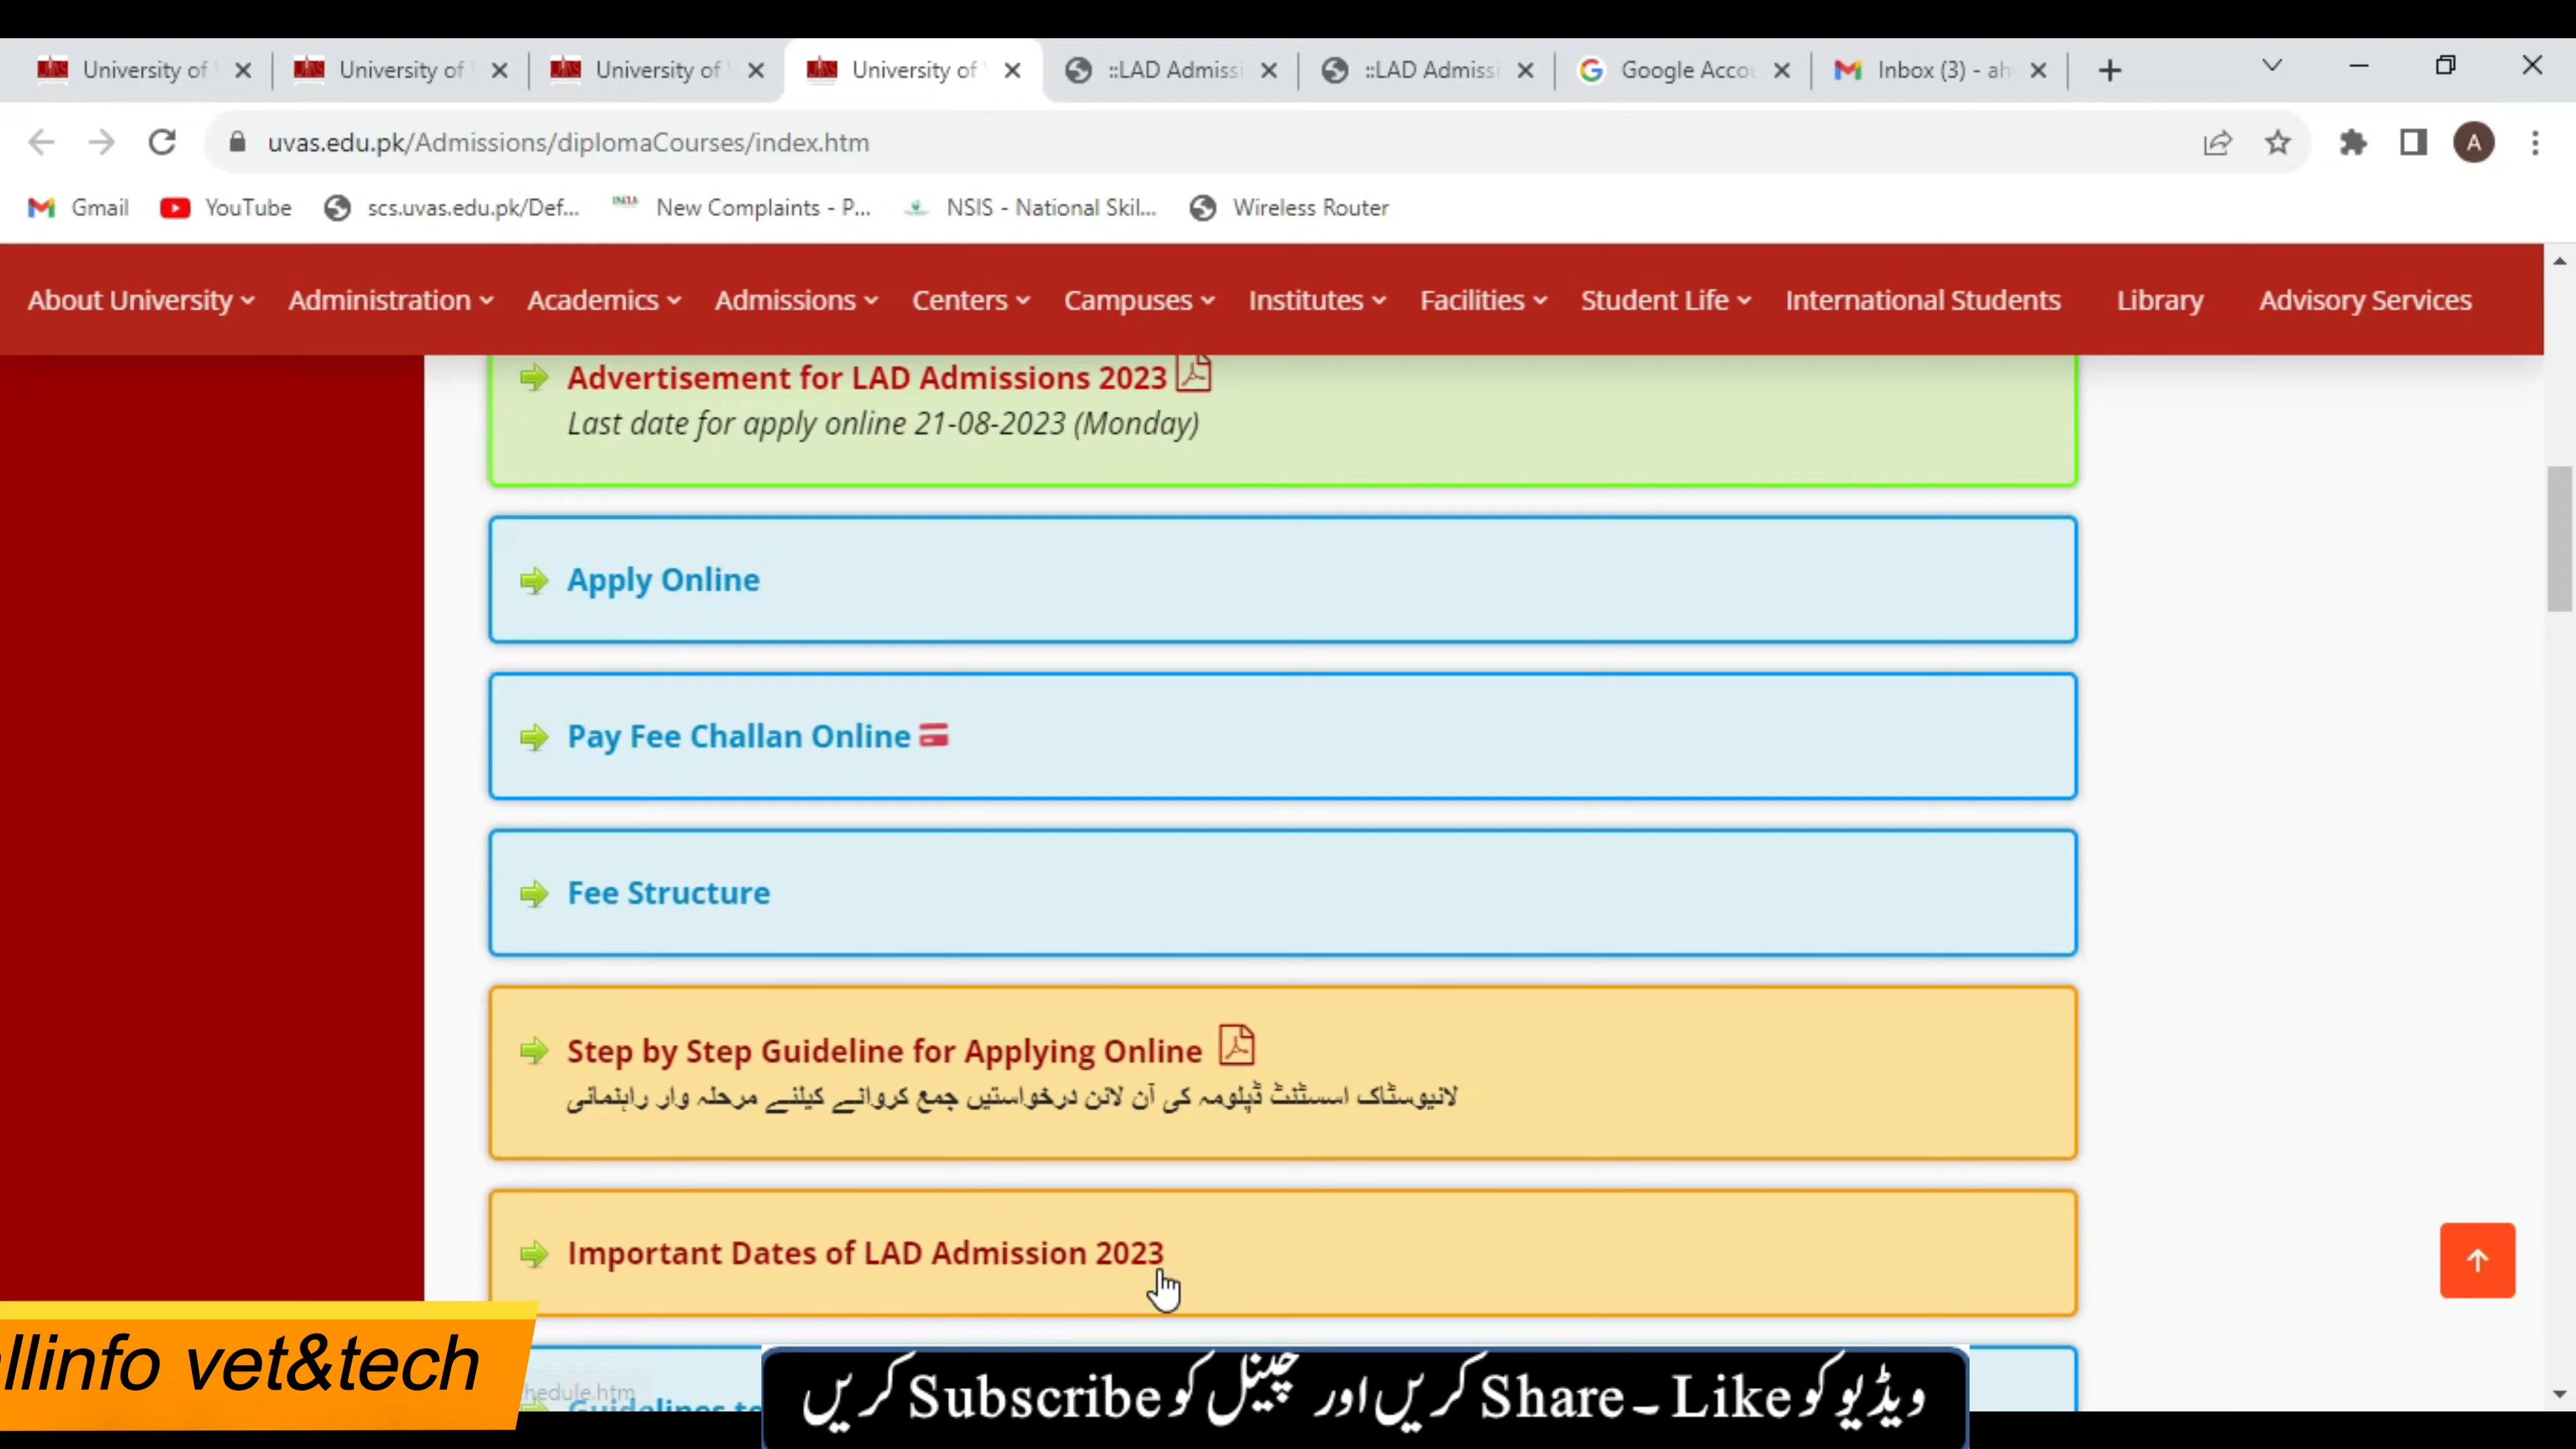 University of
University of
University of
University of
::LAD Admissi
::LAD Admissi
Google Accou
Inbox (3) - ah
uvas.edu.pk/Admissions/diplomaCourses/index.htm
A
Gmail
YouTube
scs.uvas.edu.pk/Def...
New Complaints - P...
NSIS - National Skil...
Wireless Router
About University
Administration
Academics
Admissions
Centers
Campuses
Institutes
Facilities
Student Life
International Students
Library
Advisory Services
Advertisement for LAD Admissions 2023
Last date for apply online 21-08-2023 (Monday)
Apply Online
Pay Fee Challan Online
Fee Structure
Step by Step Guideline for Applying Online
لائیوسٹاک اسسٹنٹ ڈپلومہ کی آن لائن درخواستیں جمع کروانے کیلئے مرحلہ وار راہنمائی
Important Dates of LAD Admission 2023
hedule.htm
Guidelines to
llinfo vet&tech
ویڈیو کو Like ۔ Share کریں اور چینل کو Subscribe کریں